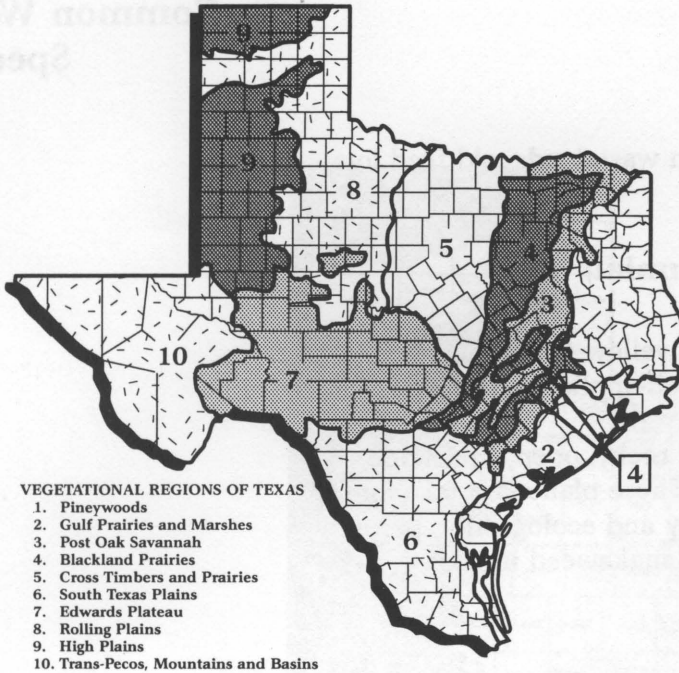 9
9
8
5
4
3
1
10
7
2
4
6
VEGETATIONAL REGIONS OF TEXAS
1. Pineywoods
2. Gulf Prairies and Marshes
3. Post Oak Savannah
4. Blackland Prairies
5. Cross Timbers and Prairies
6. South Texas Plains
7. Edwards Plateau
8. Rolling Plains
9. High Plains
10. Trans-Pecos, Mountains and Basins